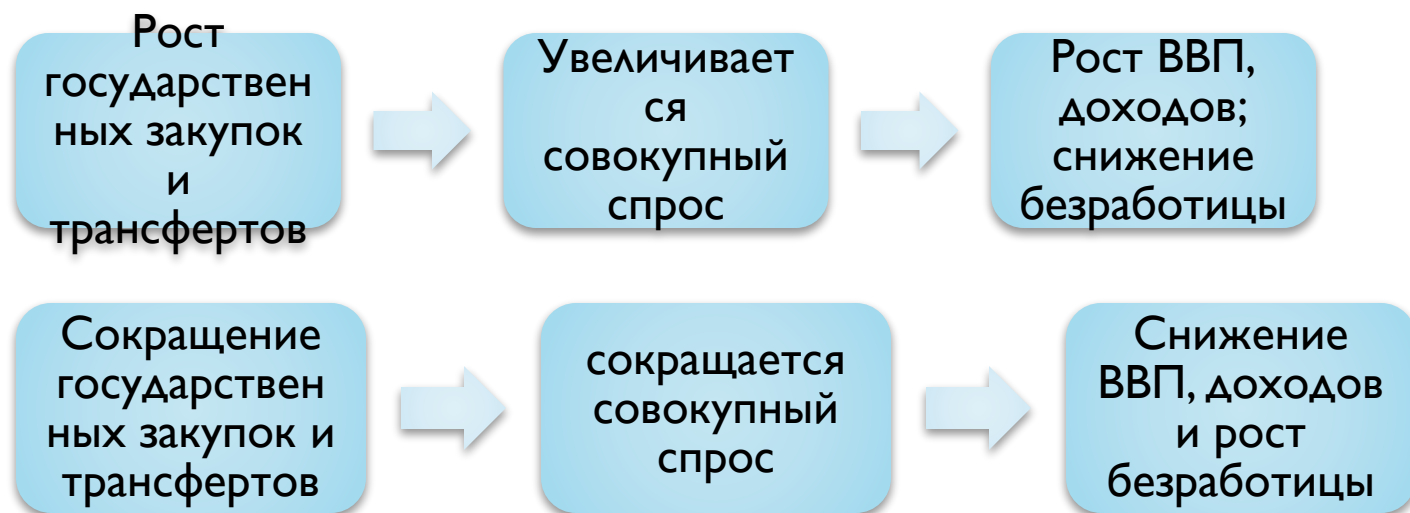 Рост
государствен
ных закупок
и
трансфертов
Увеличивает
ся
совокупный
спрос
Рост ВВП,
доходов;
снижение
безработицы
Сокращение
государствен
ных закупок и
трансфертов
сокращается
совокупный
спрос
Снижение
ВВП, доходов
и рост
безработицы